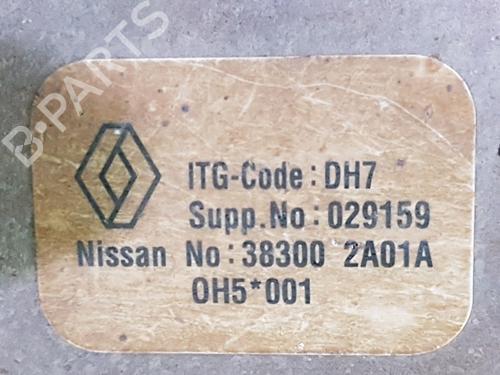 B-PARTS
ITG-Code : DH7
Supp.No : 029159
Nissan No : 38300 2A01A
OH5*001